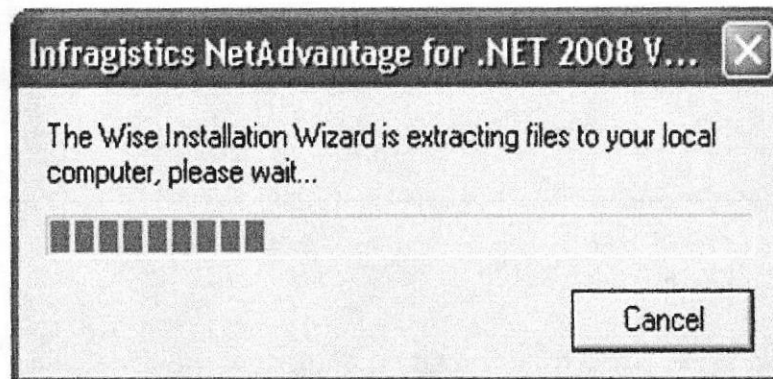 Infragistics NetAdvantage for .NET 2008 V...
The Wise Installation Wizard is extracting files to your local
computer, please wait...
Cancel